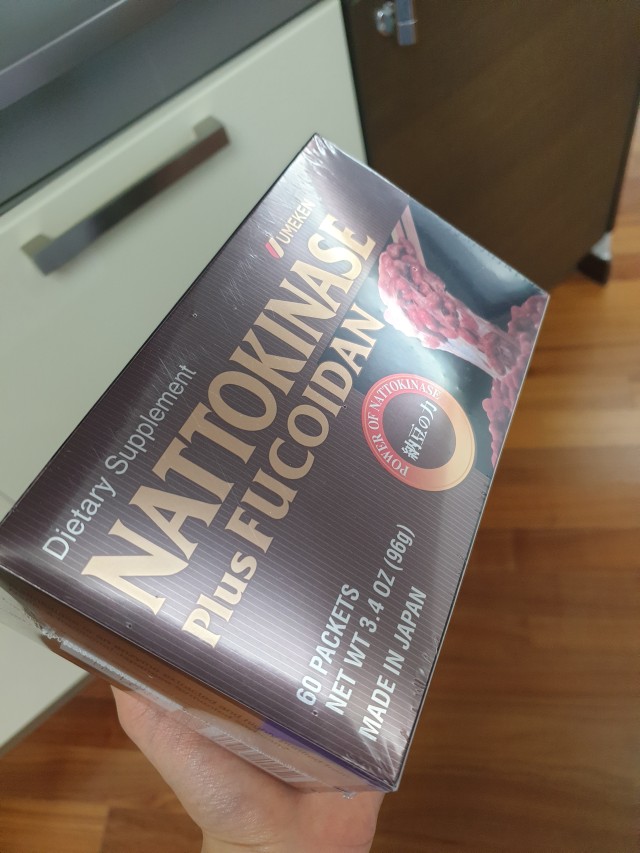 UMEKEN
Dietary Supplement
NATTOKINASE
Plus FUCOIDAN
POWER OF NATTOKINASE
納豆の力
60 PACKETS
NET WT 3.4 OZ (96g)
MADE IN JAPAN